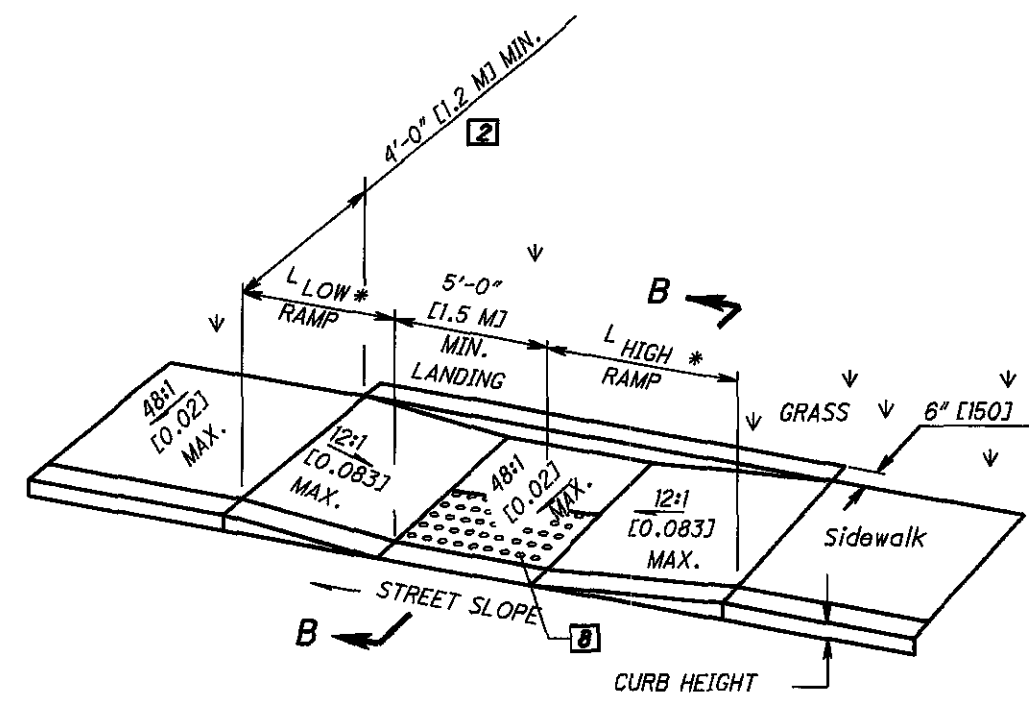 4'-0" [1.2 M] MIN.
2
L LOW *
RAMP
5'-0"
[1.5 M]
MIN.
LANDING
L HIGH *
RAMP
B
GRASS
6" [150]
48:1
[0.02]
MAX.
12:1
[0.083]
MAX.
48:1
[0.02]
MAX.
12:1
[0.083]
MAX.
Sidewalk
STREET SLOPE
B
8
CURB HEIGHT